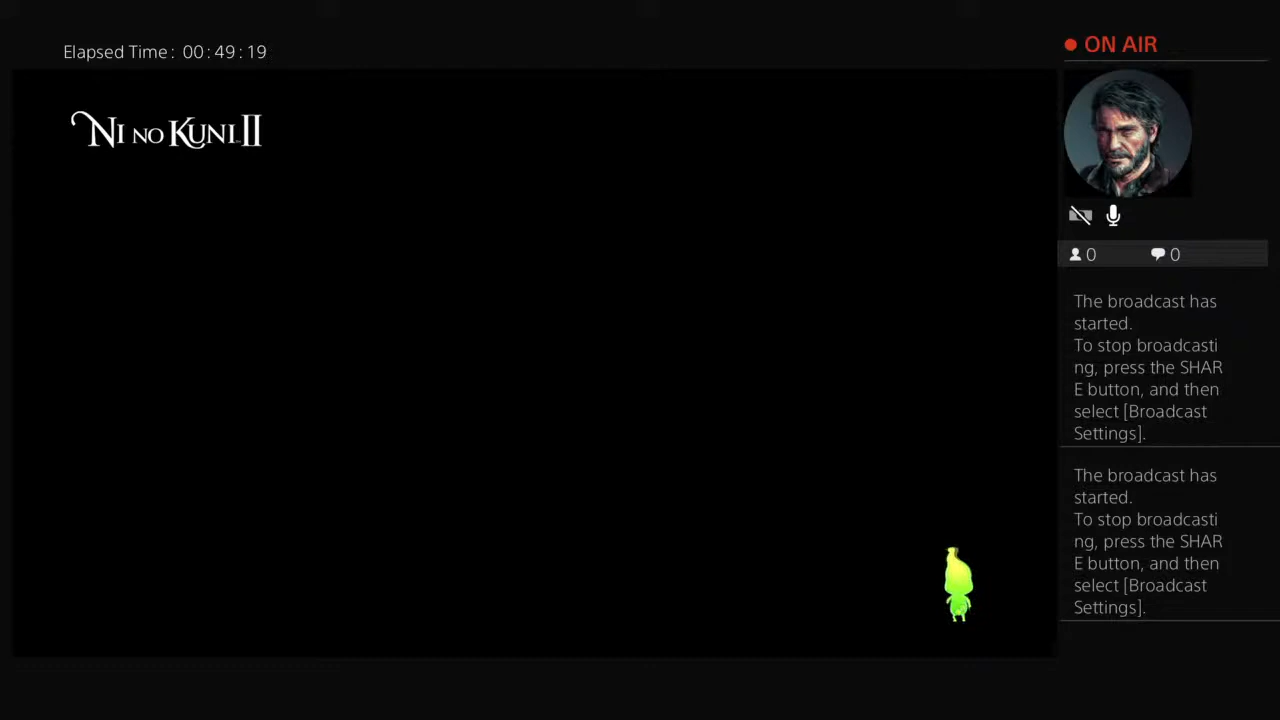 Elapsed Time: 00:49:19
ON AIR
NI NO KUNI II
0
0
The broadcast has
started.
To stop broadcasti
ng, press the SHAR
E button, and then
select [Broadcast
Settings].
The broadcast has
started.
To stop broadcasti
ng, press the SHAR
E button, and then
select [Broadcast
Settings].